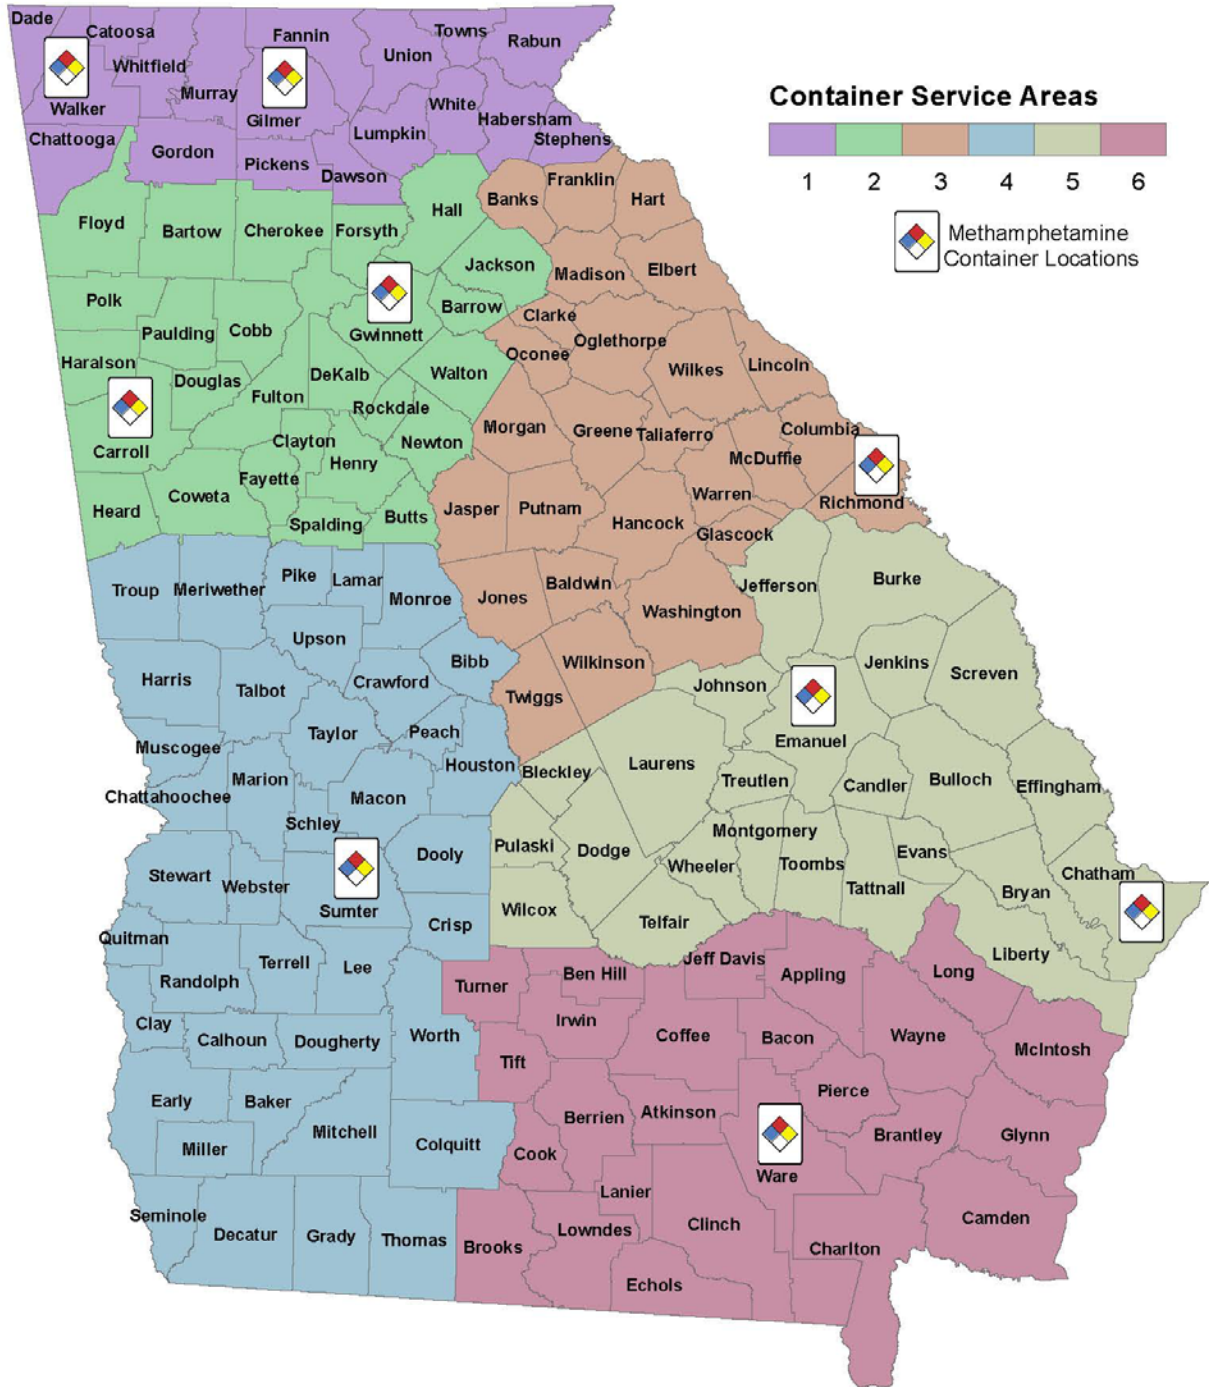 Dade
Catoosa
Fannin
Towns
Rabun
Union
Whitfield
Murray
Walker
Gilmer
White
Habersham
Stephens
Lumpkin
Chattooga
Gordon
Pickens
Dawson
Container Service Areas
1 2 3 4 5 6
Methamphetamine
Container Locations
Franklin
Banks
Hart
Hall
Floyd
Bartow
Cherokee
Forsyth
Jackson
Madison
Elbert
Polk
Barrow
Clarke
Paulding
Cobb
Gwinnett
Oglethorpe
Oconee
Haralson
Douglas
DeKalb
Walton
Wilkes
Lincoln
Fulton
Rockdale
Carroll
Clayton
Newton
Morgan
Greene
Taliaferro
Columbia
Henry
McDuffie
Fayette
Coweta
Heard
Spalding
Butts
Jasper
Putnam
Warren
Richmond
Hancock
Glascock
Troup
Meriwether
Pike
Lamar
Monroe
Jones
Baldwin
Jefferson
Burke
Washington
Upson
Bibb
Wilkinson
Jenkins
Screven
Harris
Talbot
Crawford
Twiggs
Johnson
Taylor
Peach
Emanuel
Muscogee
Houston
Bleckley
Laurens
Marion
Treutlen
Candler
Bulloch
Effingham
Chattahoochee
Macon
Schley
Montgomery
Dooly
Pulaski
Dodge
Wheeler
Toombs
Evans
Stewart
Webster
Tattnall
Chatham
Bryan
Sumter
Crisp
Wilcox
Telfair
Quitman
Liberty
Terrell
Lee
Jeff Davis
Randolph
Turner
Ben Hill
Appling
Long
Clay
Calhoun
Dougherty
Worth
Irwin
Coffee
Bacon
Wayne
McIntosh
Tift
Early
Baker
Pierce
Berrien
Atkinson
Mitchell
Miller
Colquitt
Cook
Brantley
Glynn
Ware
Lanier
Seminole
Decatur
Grady
Thomas
Brooks
Lowndes
Clinch
Camden
Charlton
Echols